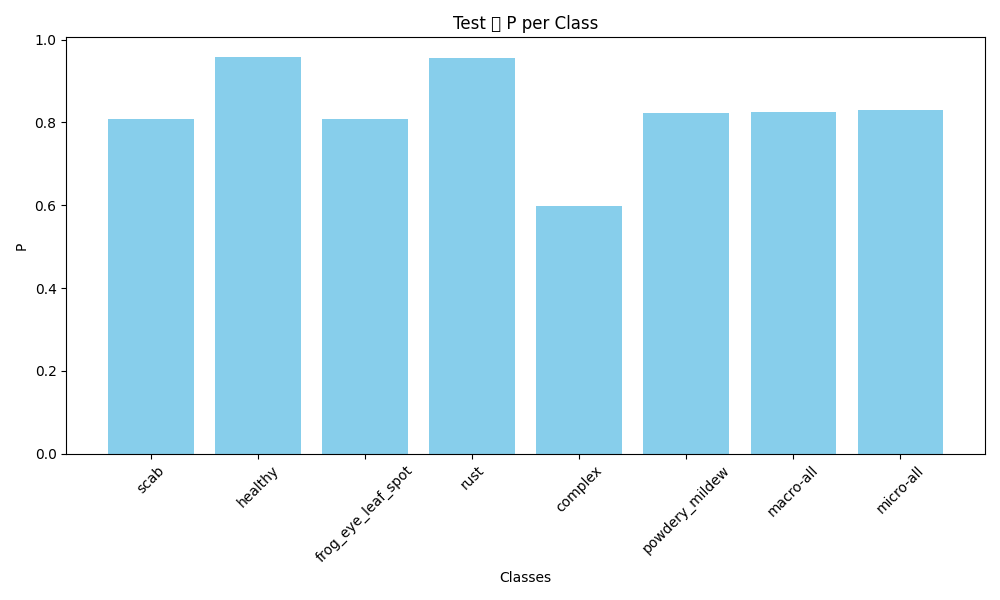 Test P per Class
1.0
0.8
0.6
0.4
0.2
0.0
P
scab
healthy
frog_eye_leaf_spot
rust
complex
powdery_mildew
macro-all
micro-all
Classes